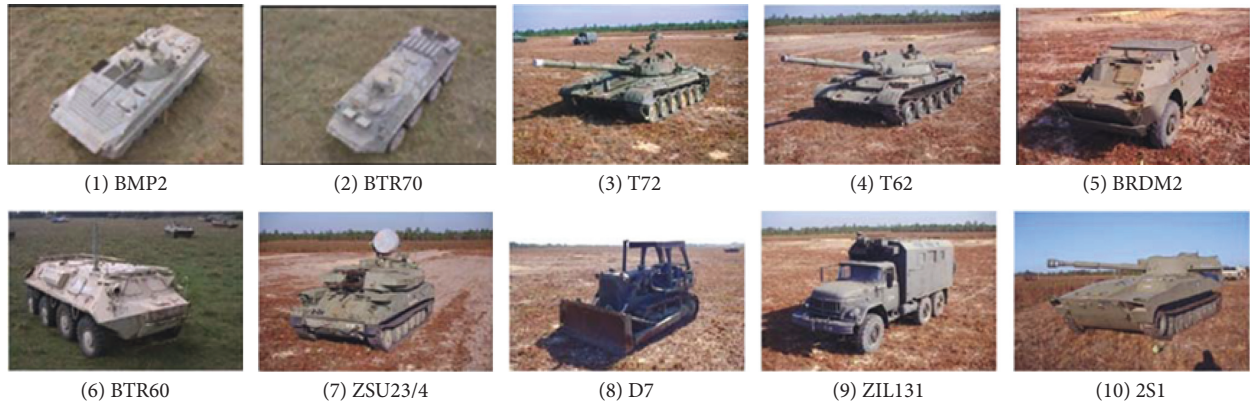 (1) BMP2
(2) BTR70
(3) T72
(4) T62
(5) BRDM2
(6) BTR60
(7) ZSU23/4
(8) D7
(9) ZIL131
(10) 2S1